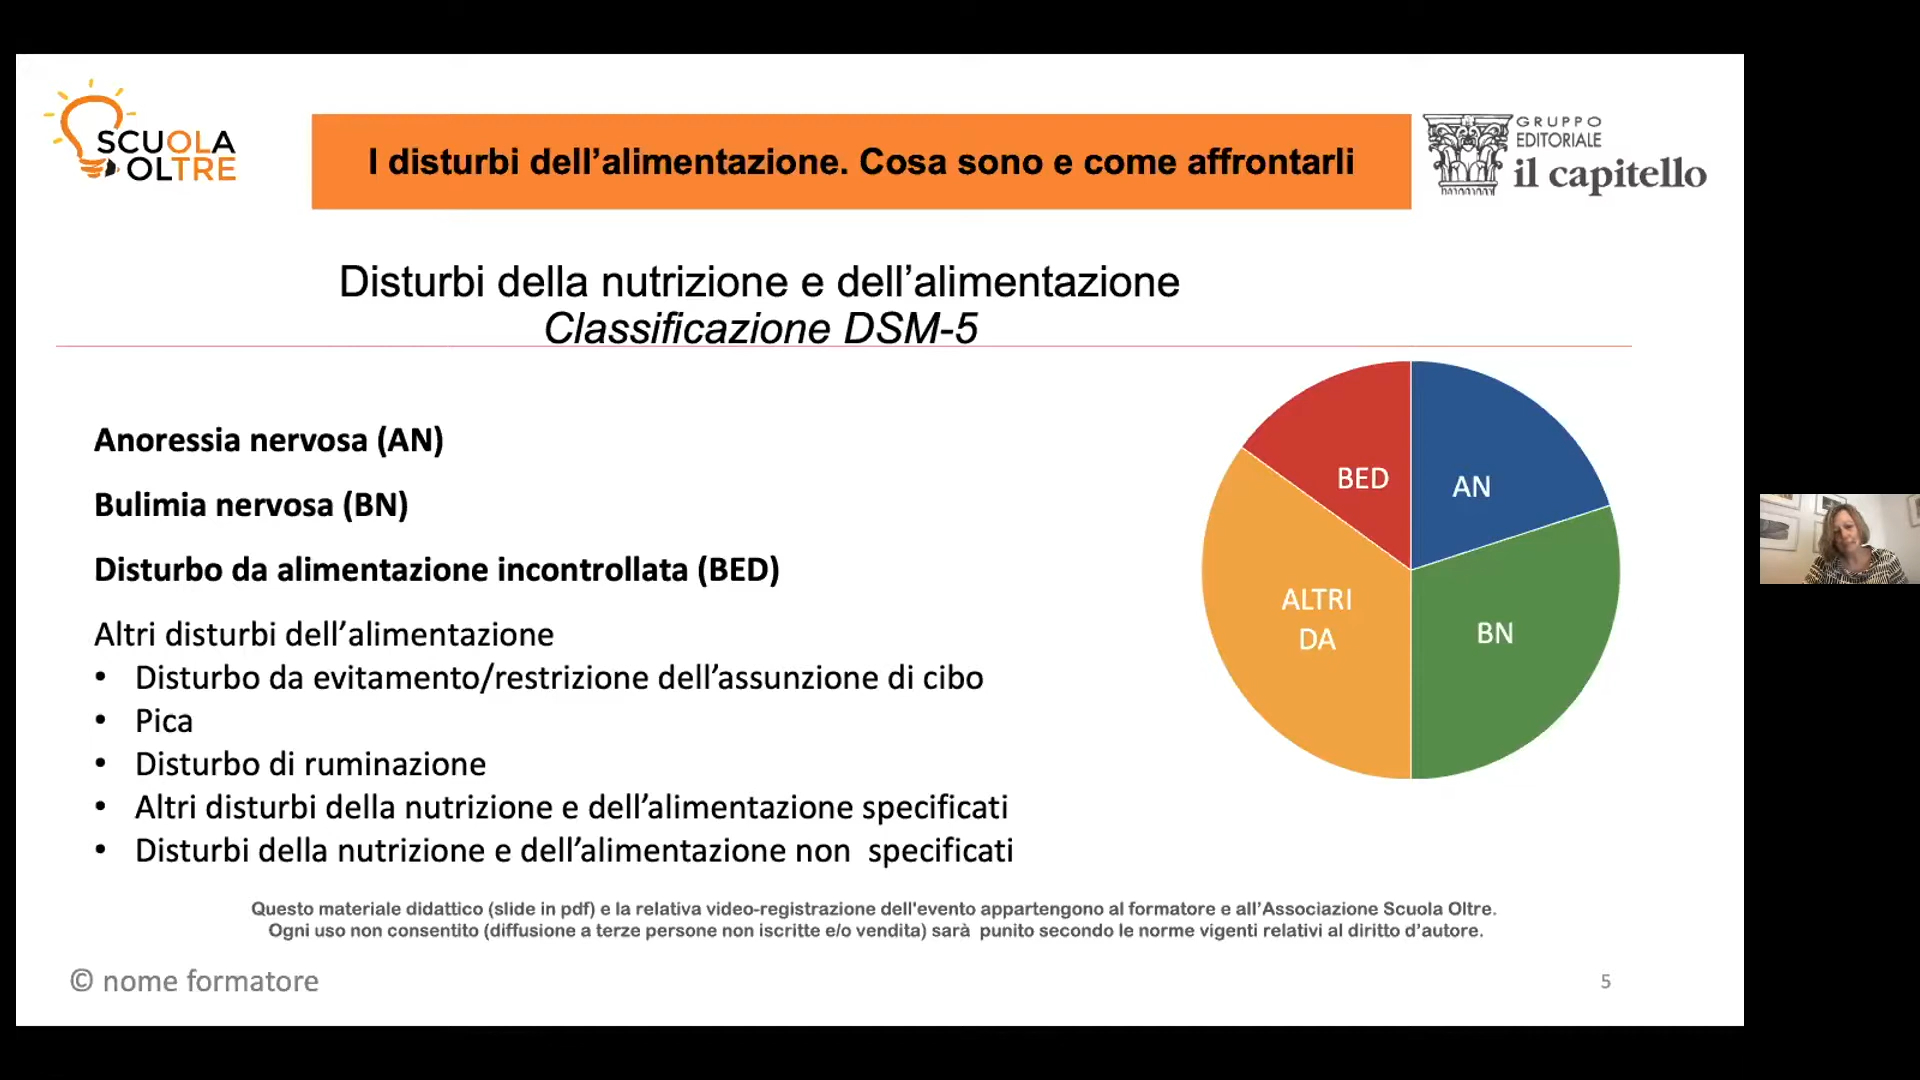 SCUOLA
OLTRE
I disturbi dell’alimentazione. Cosa sono e come affrontarli
GRUPPO
EDITORIALE
il capitello
Disturbi della nutrizione e dell’alimentazione
Classificazione DSM-5
Anoressia nervosa (AN)
Bulimia nervosa (BN)
Disturbo da alimentazione incontrollata (BED)
Altri disturbi dell’alimentazione
• Disturbo da evitamento/restrizione dell’assunzione di cibo
• Pica
• Disturbo di ruminazione
• Altri disturbi della nutrizione e dell’alimentazione specificati
• Disturbi della nutrizione e dell’alimentazione non specificati
BED
AN
ALTRI
DA
BN
Questo materiale didattico (slide in pdf) e la relativa video-registrazione dell'evento appartengono al formatore e all’Associazione Scuola Oltre.
Ogni uso non consentito (diffusione a terze persone non iscritte e/o vendita) sarà punito secondo le norme vigenti relativi al diritto d’autore.
© nome formatore
5